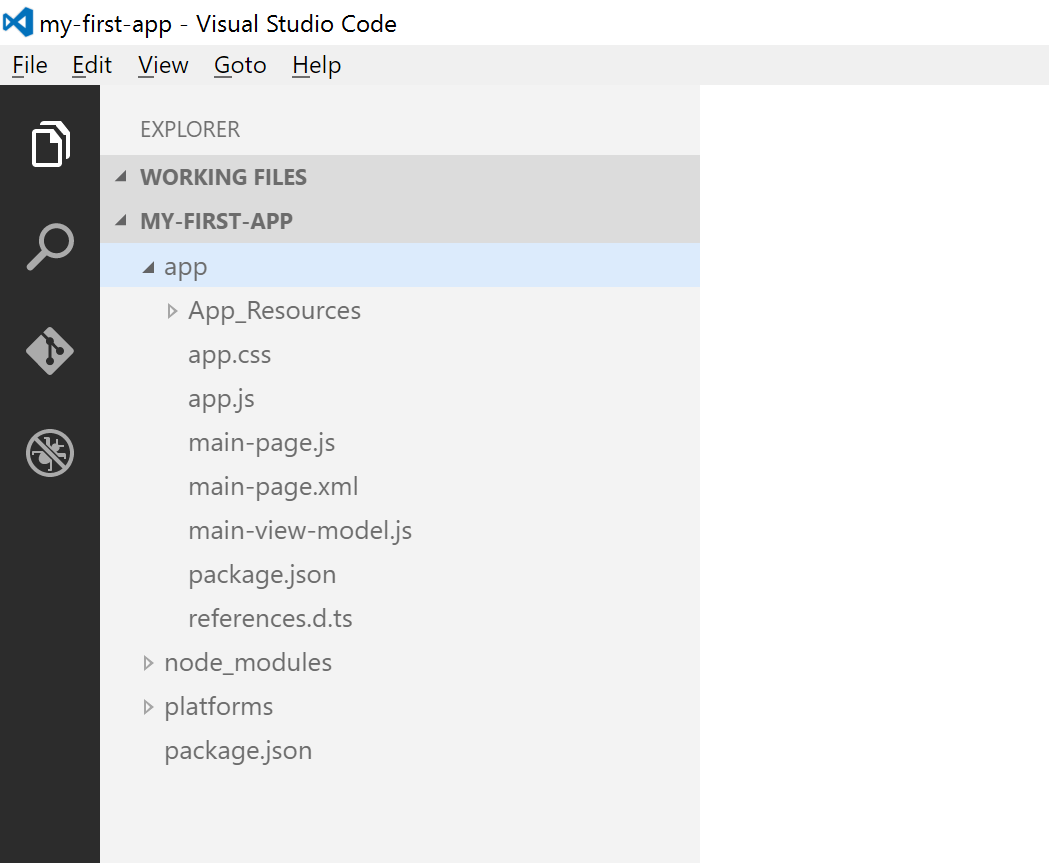 my-first-app - Visual Studio Code
File Edit View Goto Help
EXPLORER
WORKING FILES
MY-FIRST-APP
app
App_Resources
app.css
app.js
main-page.js
main-page.xml
main-view-model.js
package.json
references.d.ts
node_modules
platforms
package.json